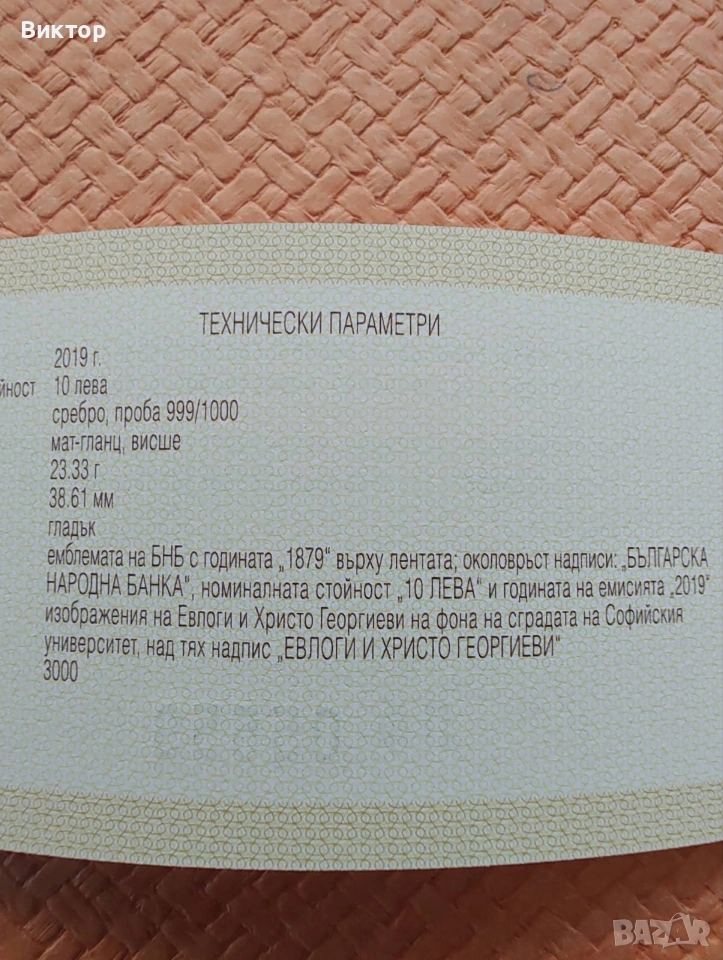 Виктор
ТЕХНИЧЕСКИ ПАРАМЕТРИ
2019 г.
йност 10 лева
сребро, проба 999/1000
мат-гланц, висше
23.33 г
38.61 мм
гладък
емблемата на БНБ с годината „1879“ върху лентата; околовръст надписи: „БЪЛГАРСКА
НАРОДНА БАНКА“, номиналната стойност „10 ЛЕВА“ и годината на емисията „2019“
изображения на Евлоги и Христо Георгиеви на фона на сградата на Софийския
университет, над тях надпис „ЕВЛОГИ И ХРИСТО ГЕОРГИЕВИ“
3000
BAZAR